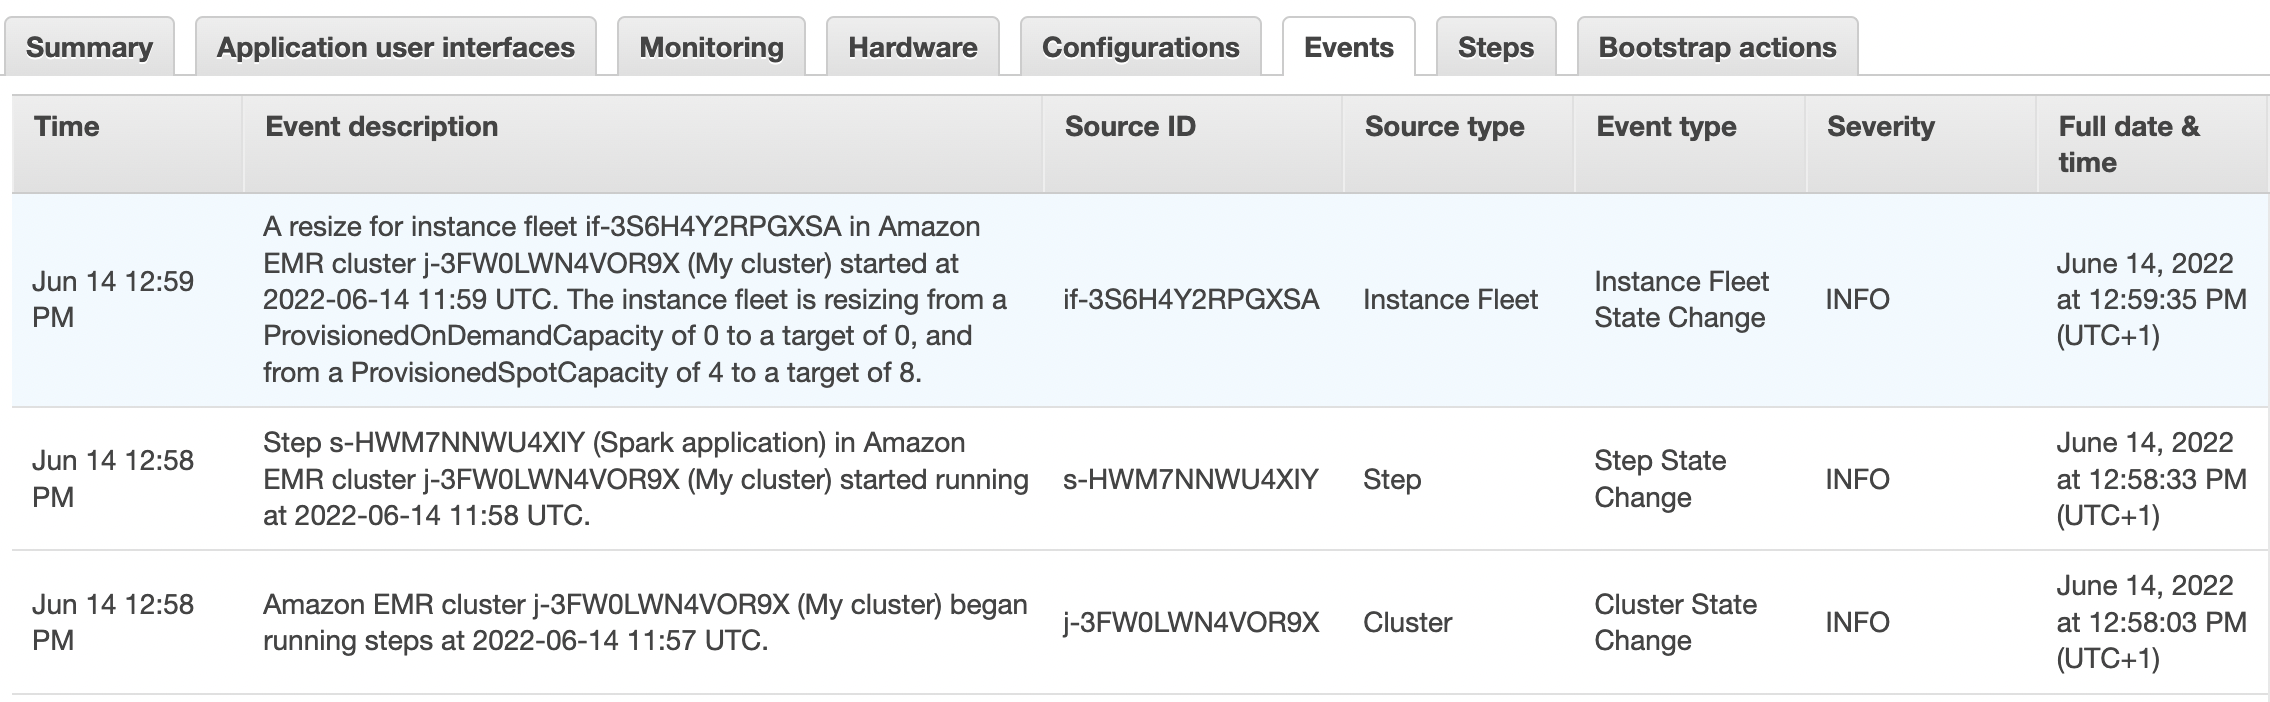 Summary Application user interfaces Monitoring Hardware Configurations Events Steps Bootstrap actions
Time Event description Source ID Source type Event type Severity Full date &
time
Jun 14 12:59
PM
A resize for instance fleet if-3S6H4Y2RPGXSA in Amazon
EMR cluster j-3FW0LWN4VOR9X (My cluster) started at
2022-06-14 11:59 UTC. The instance fleet is resizing from a
ProvisionedOnDemandCapacity of 0 to a target of 0, and
from a ProvisionedSpotCapacity of 4 to a target of 8.
if-3S6H4Y2RPGXSA
Instance Fleet
Instance Fleet
State Change
INFO
June 14, 2022
at 12:59:35 PM
(UTC+1)
Jun 14 12:58
PM
Step s-HWM7NNWU4XIY (Spark application) in Amazon
EMR cluster j-3FW0LWN4VOR9X (My cluster) started running
at 2022-06-14 11:58 UTC.
s-HWM7NNWU4XIY
Step
Step State
Change
INFO
June 14, 2022
at 12:58:33 PM
(UTC+1)
Jun 14 12:58
PM
Amazon EMR cluster j-3FW0LWN4VOR9X (My cluster) began
running steps at 2022-06-14 11:57 UTC.
j-3FW0LWN4VOR9X
Cluster
Cluster State
Change
INFO
June 14, 2022
at 12:58:03 PM
(UTC+1)